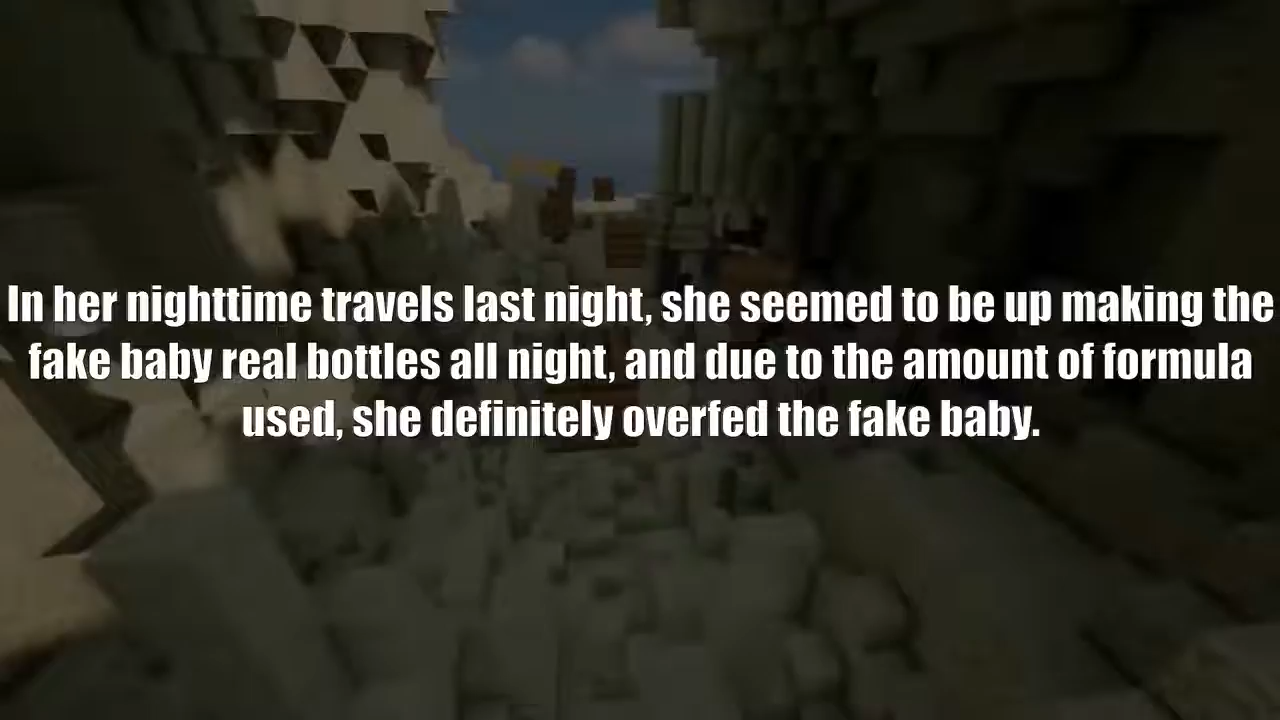 In her nighttime travels last night, she seemed to be up making the
fake baby real bottles all night, and due to the amount of formula
used, she definitely overfed the fake baby.